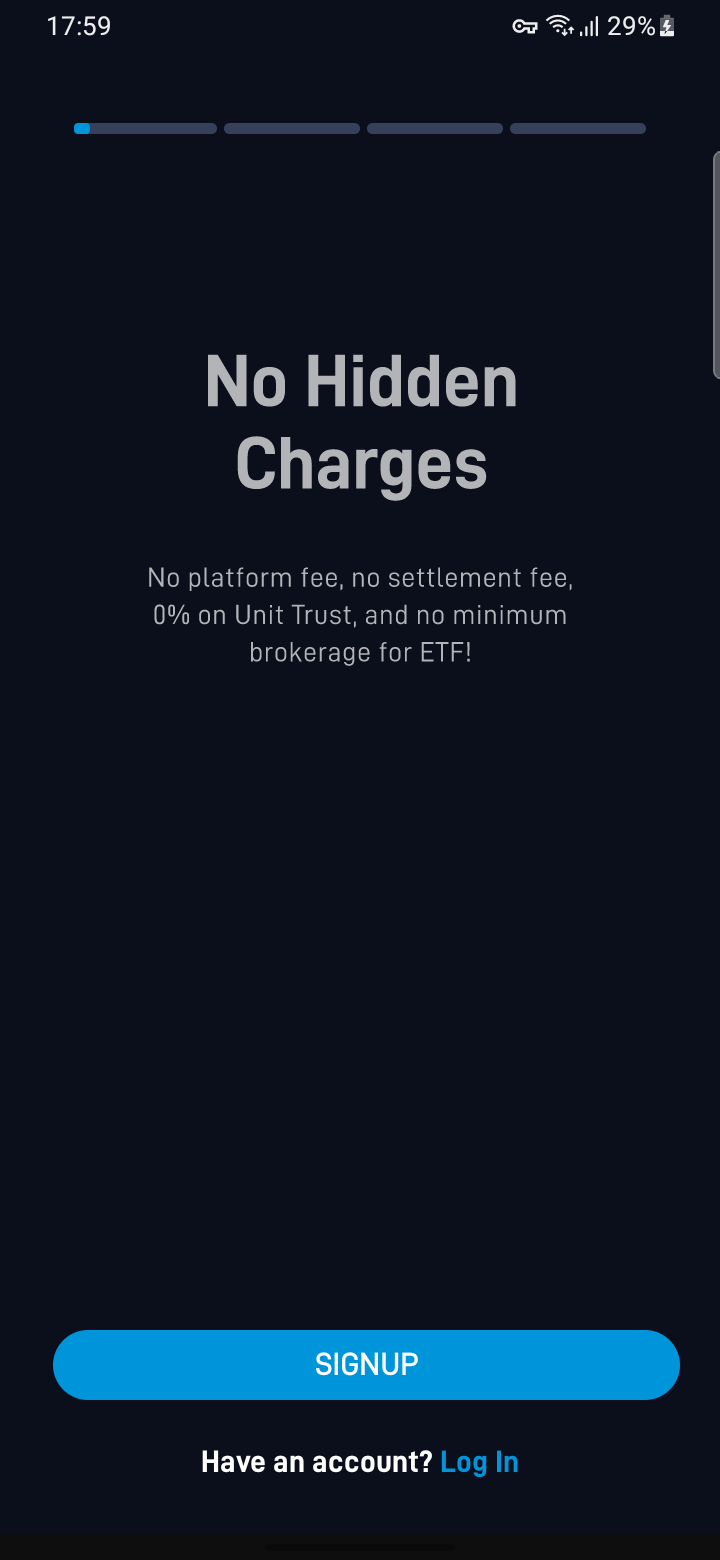 17:59
29%
No Hidden
Charges
No platform fee, no settlement fee,
0% on Unit Trust, and no minimum
brokerage for ETF!
SIGNUP
Have an account? Log In